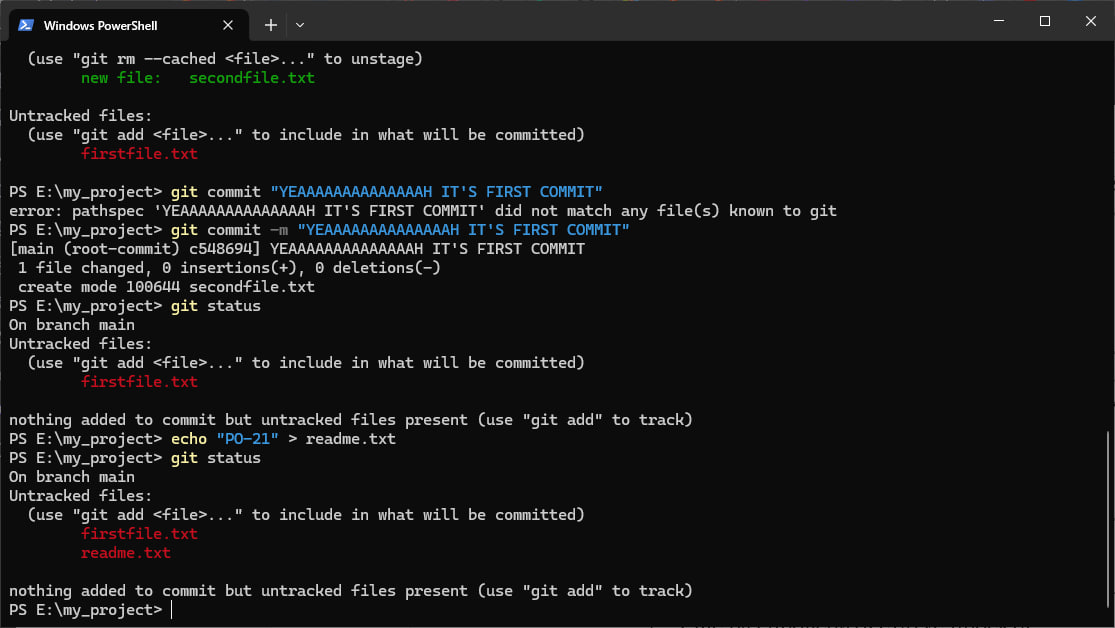 Windows PowerShell
(use "git rm --cached <file>..." to unstage)
new file:   secondfile.txt
Untracked files:
(use "git add <file>..." to include in what will be committed)
firstfile.txt
PS E:\my_project> git commit "YEAAAAAAAAAAAAAAH IT'S FIRST COMMIT"
error: pathspec 'YEAAAAAAAAAAAAAAH IT'S FIRST COMMIT' did not match any file(s) known to git
PS E:\my_project> git commit -m "YEAAAAAAAAAAAAAAH IT'S FIRST COMMIT"
[main (root-commit) c548694] YEAAAAAAAAAAAAAAH IT'S FIRST COMMIT
1 file changed, 0 insertions(+), 0 deletions(-)
create mode 100644 secondfile.txt
PS E:\my_project> git status
On branch main
Untracked files:
(use "git add <file>..." to include in what will be committed)
firstfile.txt
nothing added to commit but untracked files present (use "git add" to track)
PS E:\my_project> echo "PO-21" > readme.txt
PS E:\my_project> git status
On branch main
Untracked files:
(use "git add <file>..." to include in what will be committed)
firstfile.txt
readme.txt
nothing added to commit but untracked files present (use "git add" to track)
PS E:\my_project>